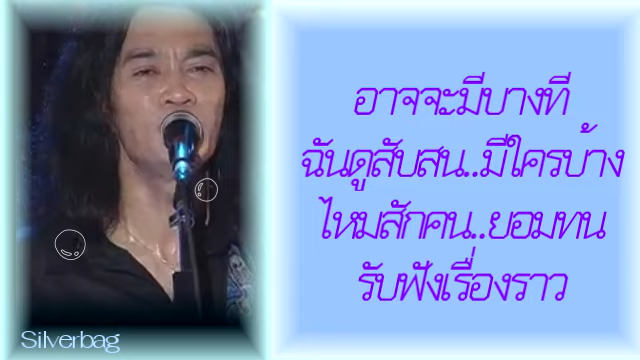 อาจจะมีบางที
ฉันดูสับสน..มีใครบ้าง
ไหมสักคน..ยอมทน
รับฟังเรื่องราว
Silverbag